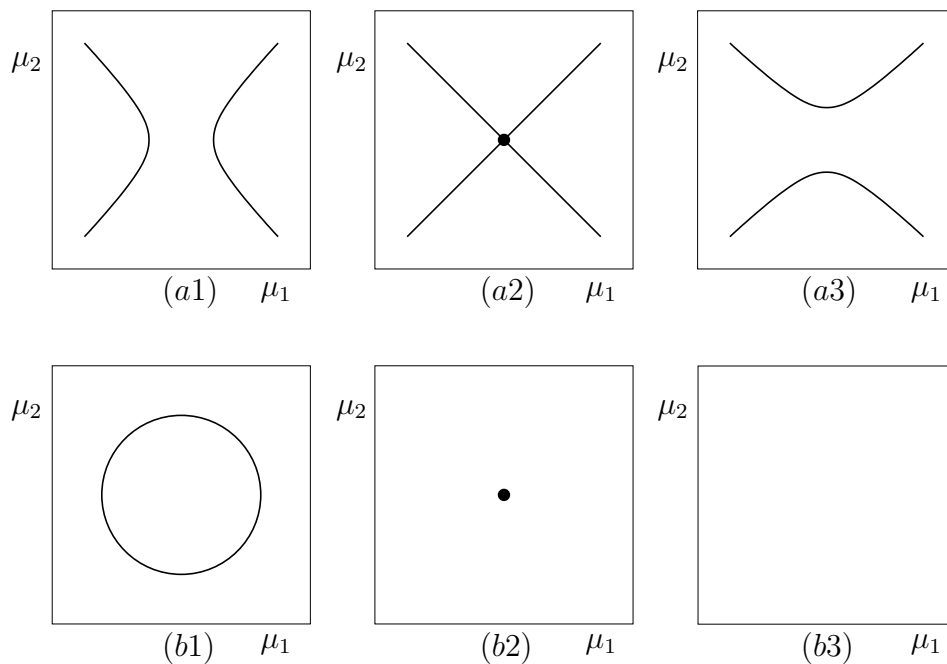 μ₂ μ₂ μ₂
(a1) μ₁ (a2) μ₁ (a3) μ₁
μ₂ μ₂ μ₂
(b1) μ₁ (b2) μ₁ (b3) μ₁